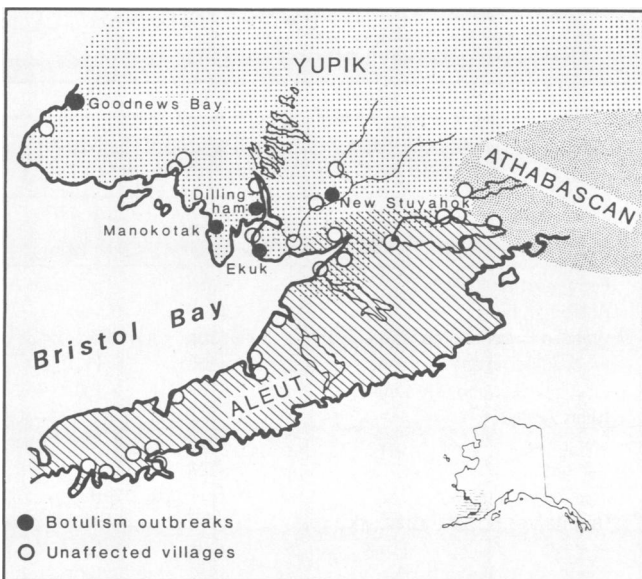 YUPIK
Goodnews Bay
ATHABASCAN
Dilling
ham
New Stuyahok
Manokotak
Ekuk
Bristol Bay
ALEUT
Botulism outbreaks
Unaffected villages